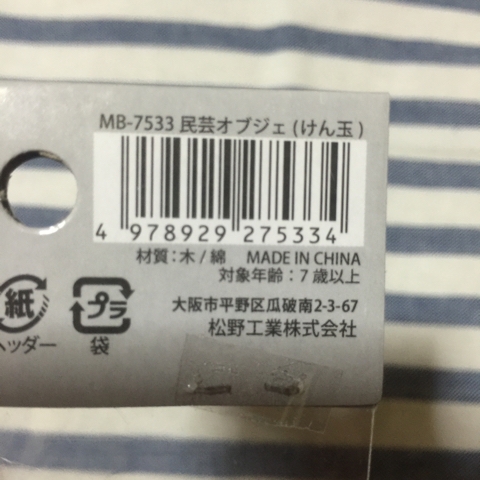 MB-7533 民芸オブジェ (けん玉)
4 978929 275334
材質：木 / 綿 MADE IN CHINA
対象年齢：7 歳以上
大阪市平野区瓜破南2-3-67
松野工業株式会社
紙
ヘッダー
プラ
袋